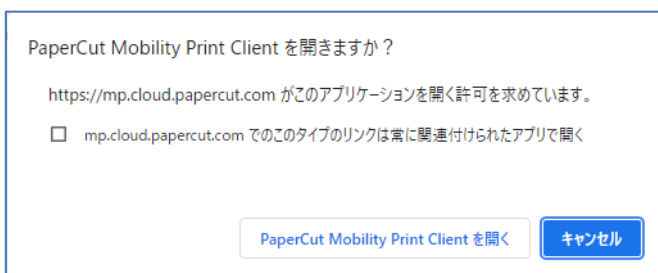 PaperCut Mobility Print Client を開きますか？
https://mp.cloud.papercut.com がこのアプリケーションを開く許可を求めています。
mp.cloud.papercut.com でのこのタイプのリンクは常に関連付けられたアプリで開く
PaperCut Mobility Print Client を開く キャンセル